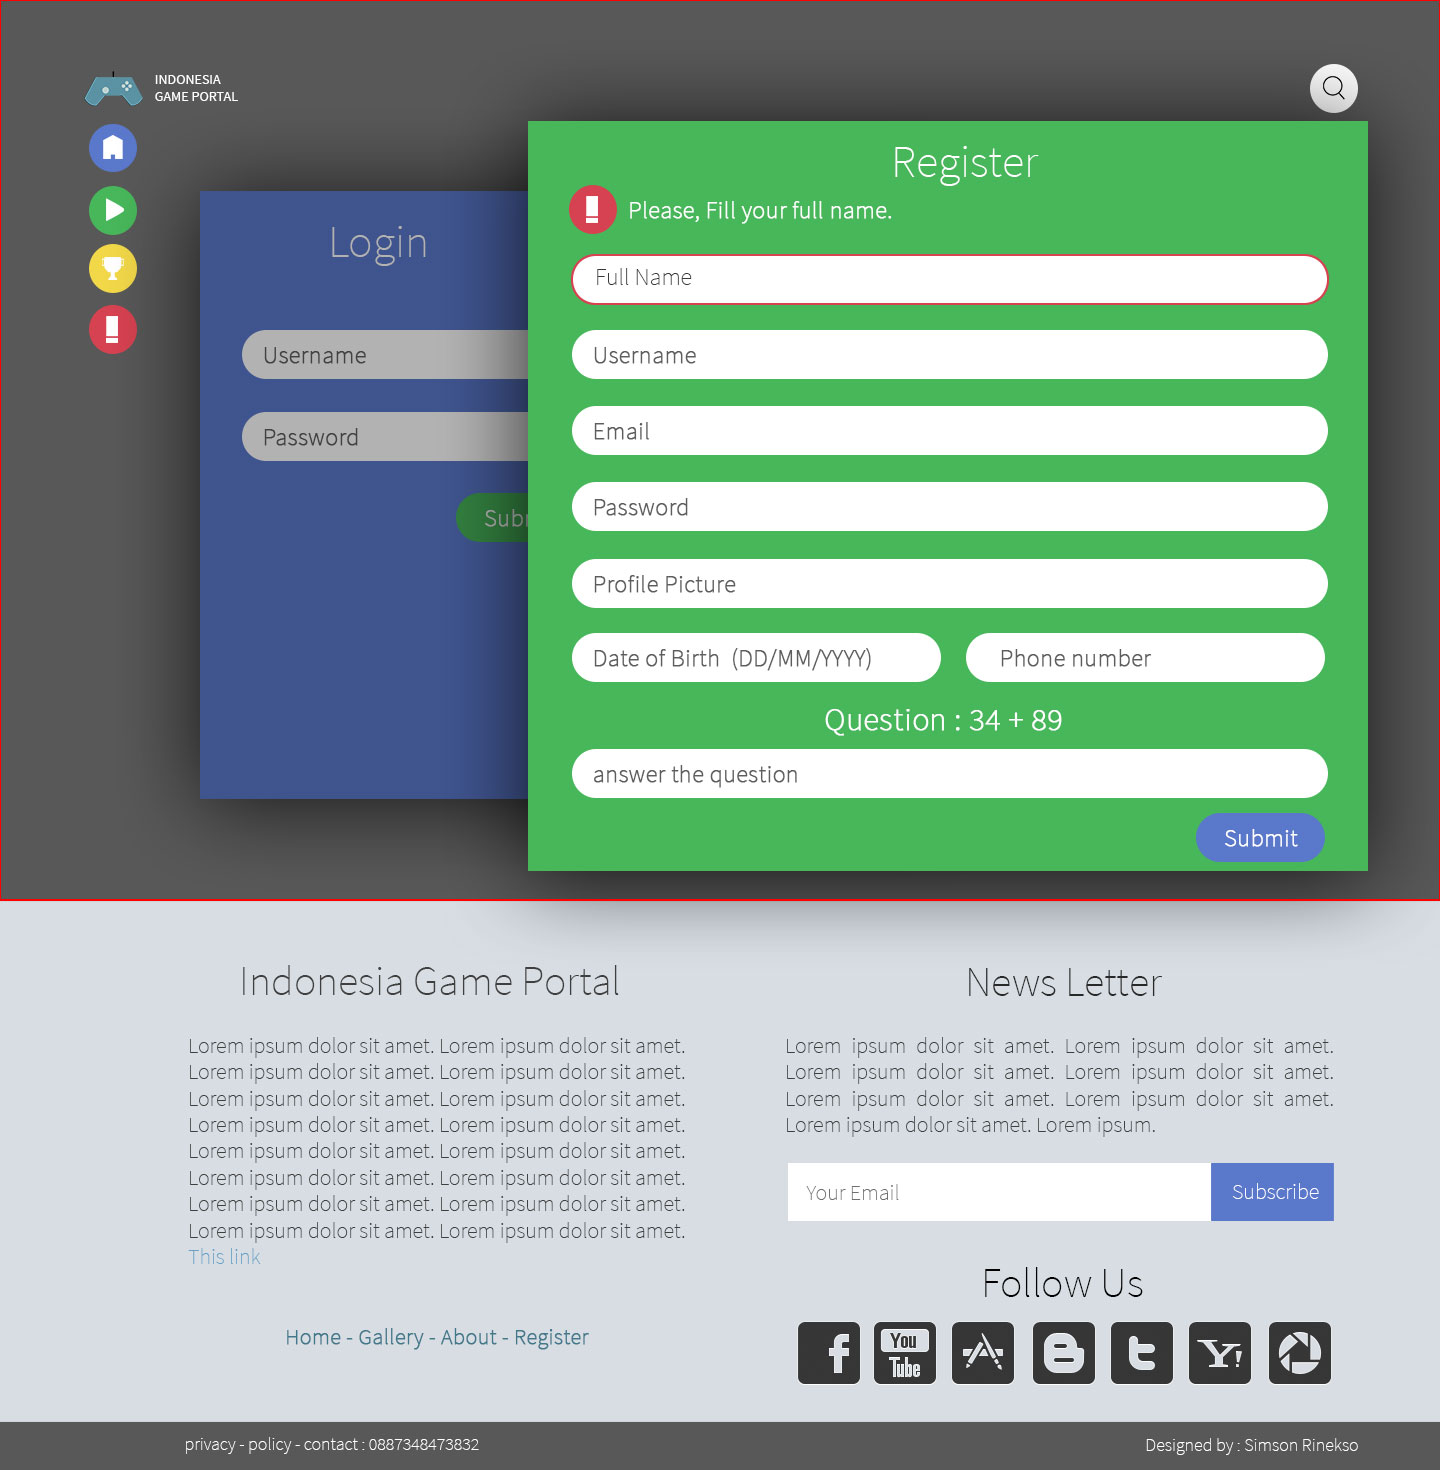 INDONESIA
GAME PORTAL
Register
Please, Fill your full name.
Full Name
Username
Email
Password
Profile Picture
Date of Birth  (DD/MM/YYYY)
Phone number
Question : 34 + 89
answer the question
Submit
Login
Username
Password
Subm
Indonesia Game Portal
Lorem ipsum dolor sit amet. Lorem ipsum dolor sit amet.
Lorem ipsum dolor sit amet. Lorem ipsum dolor sit amet.
Lorem ipsum dolor sit amet. Lorem ipsum dolor sit amet.
Lorem ipsum dolor sit amet. Lorem ipsum dolor sit amet.
Lorem ipsum dolor sit amet. Lorem ipsum dolor sit amet.
Lorem ipsum dolor sit amet. Lorem ipsum dolor sit amet.
Lorem ipsum dolor sit amet. Lorem ipsum dolor sit amet.
Lorem ipsum dolor sit amet. Lorem ipsum dolor sit amet.
This link
Home - Gallery - About - Register
News Letter
Lorem ipsum dolor sit amet. Lorem ipsum dolor sit amet.
Lorem ipsum dolor sit amet. Lorem ipsum dolor sit amet.
Lorem ipsum dolor sit amet. Lorem ipsum dolor sit amet.
Lorem ipsum dolor sit amet. Lorem ipsum.
Your Email
Subscribe
Follow Us
You
Tube
Y!
privacy - policy - contact : 0887348473832
Designed by : Simson Rinekso